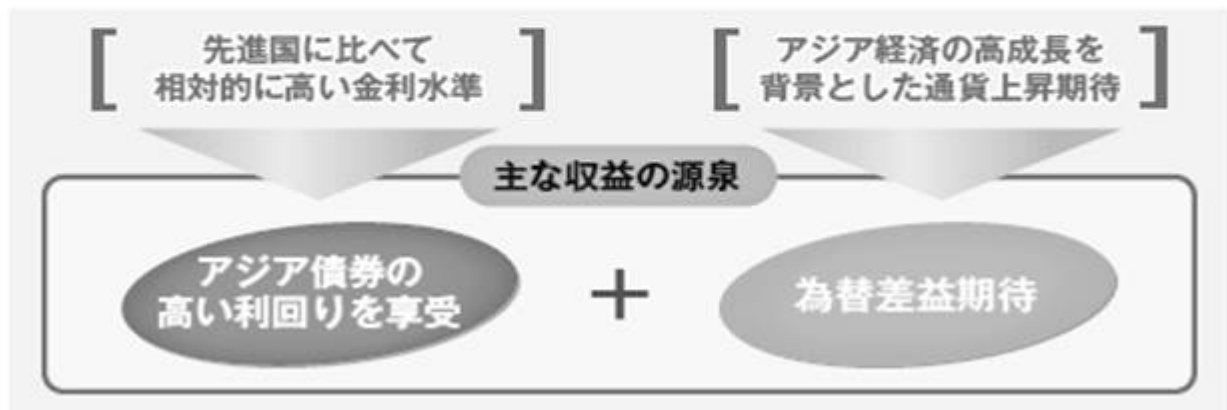 先進国に比べて
相対的に高い金利水準
アジア経済の高成長を
背景とした通貨上昇期待
主な収益の源泉
アジア債券の
高い利回りを享受
+
為替差益期待